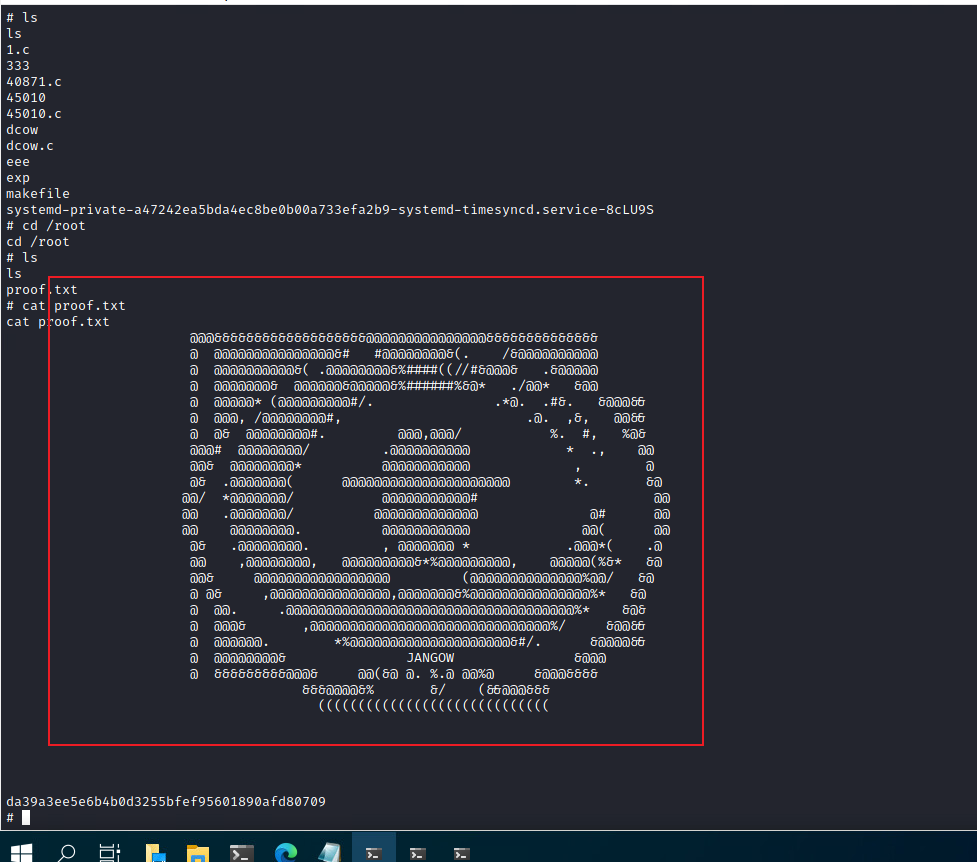 # ls
ls
1.c
333
40871.c
45010
45010.c
dcow
dcow.c
eee
exp
makefile
systemd-private-a47242ea5bda4ec8be0b00a733efa2b9-systemd-timesyncd.service-8cLU9S
# cd /root
cd /root
# ls
ls
proof.txt
# cat proof.txt
cat proof.txt
JANGOW
da39a3ee5e6b4b0d3255bfef95601890afd80709
#